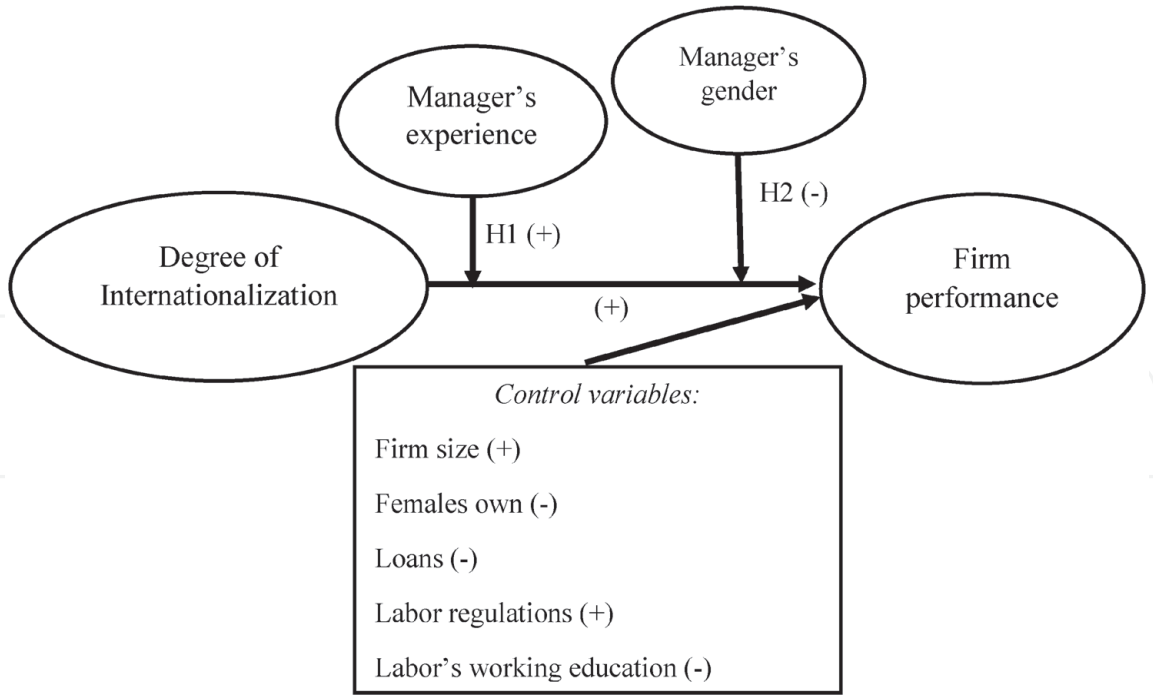 Manager's
experience
Manager's
gender
H1 (+)
H2 (-)
Degree of
Internationalization
(+)
Firm
performance
Control variables:
Firm size (+)
Females own (-)
Loans (-)
Labor regulations (+)
Labor's working education (-)